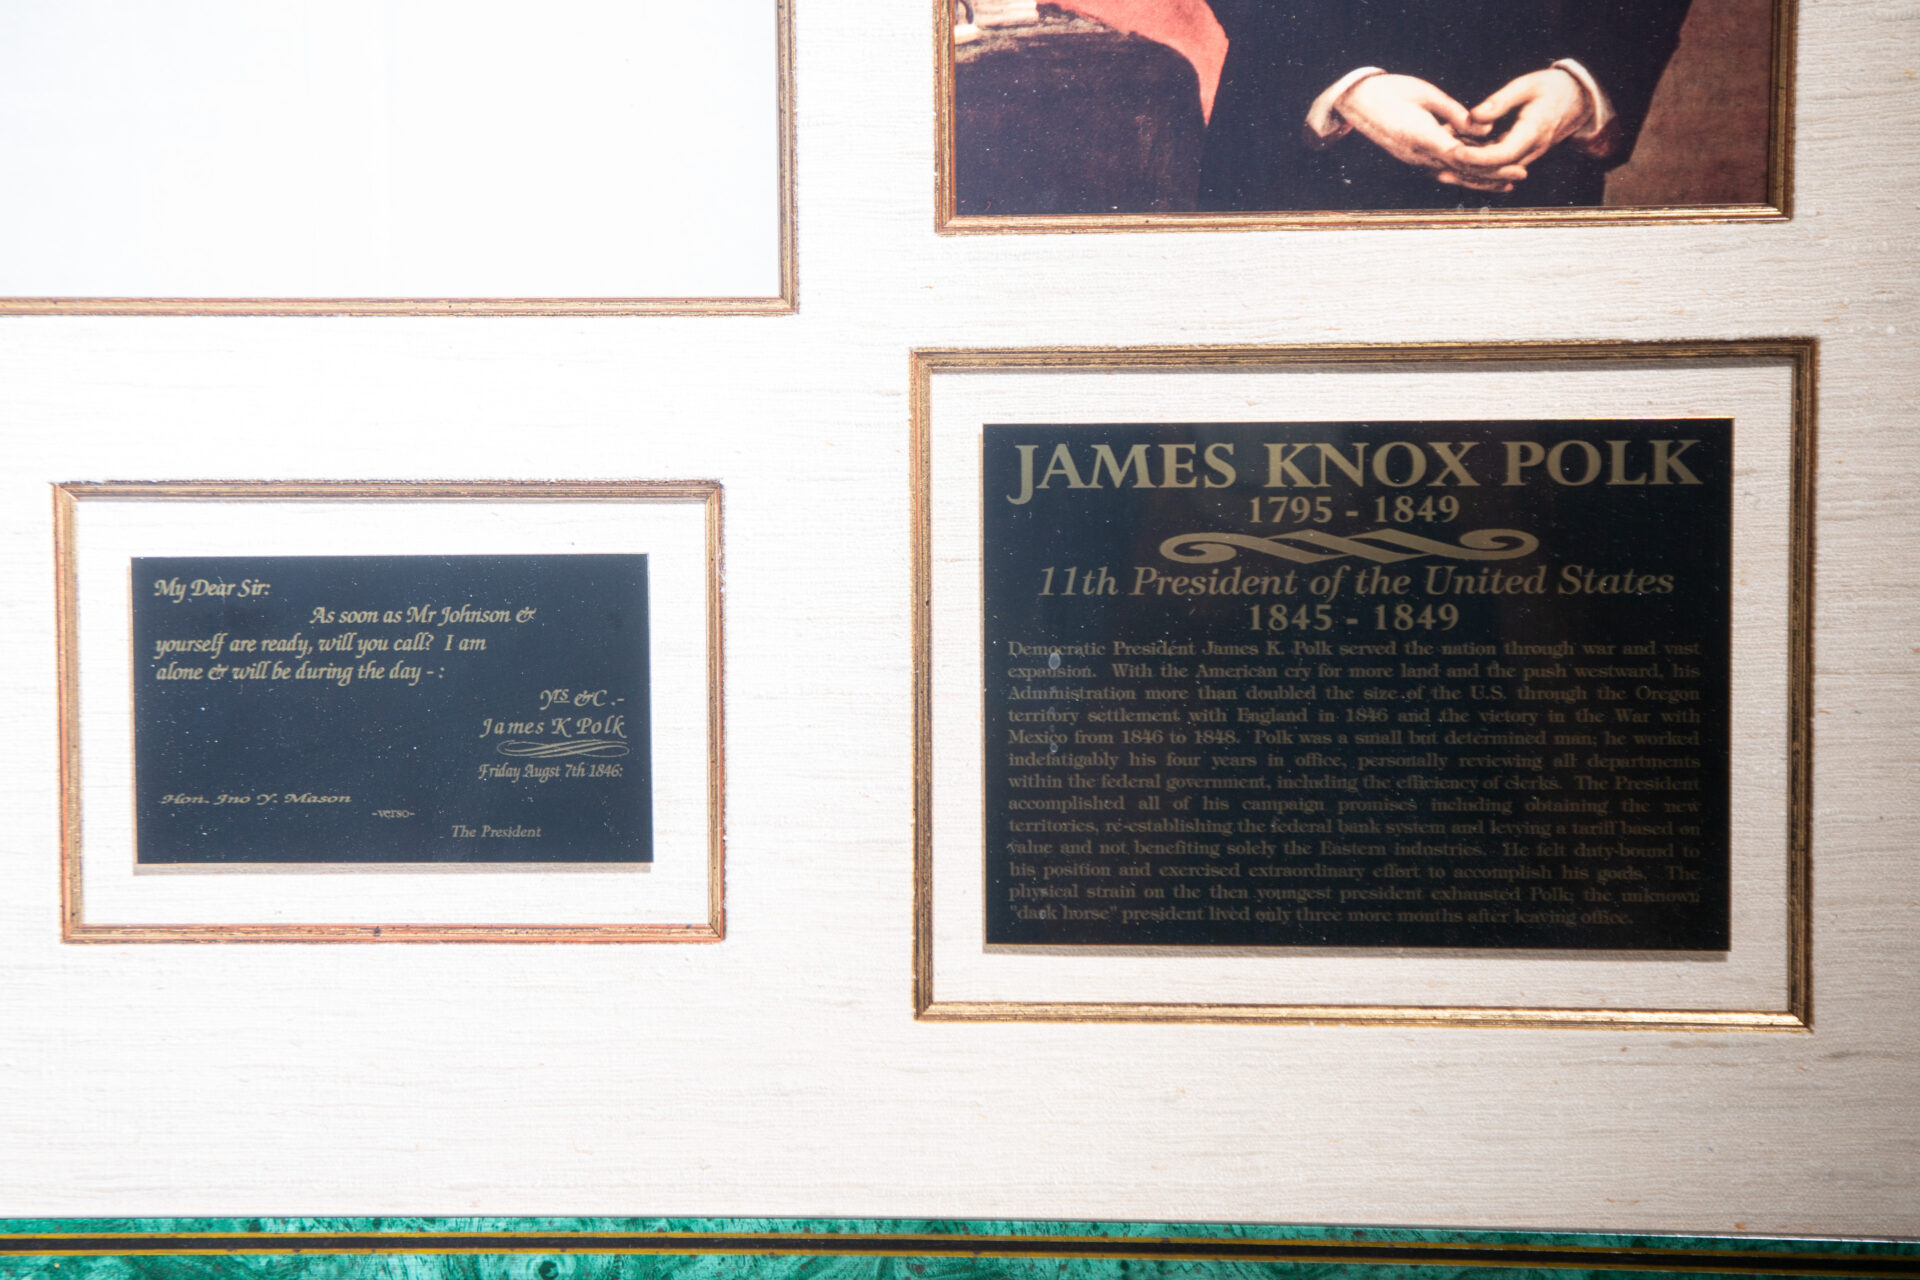 My Dear Sir:
As soon as Mr Johnson &
yourself are ready, will you call? I am
alone & will be during the day - :
Yrs &C .-
James K Polk
Friday Augst 7th 1846:
Hon. Jno Y. Mason
-verso-
The President
JAMES KNOX POLK
1795 - 1849
11th President of the United States
1845 - 1849
Democratic President James K. Polk served the nation through war and vast
expansion. With the American cry for more land and the push westward, his
Administration more than doubled the size of the U.S. through the Oregon
territory settlement with England in 1846 and the victory in the War with
Mexico from 1846 to 1848. Polk was a small but determined man; he worked
indefatigably his four years in office, personally reviewing all departments
within the federal government, including the efficiency of clerks. The President
accomplished all of his campaign promises including obtaining the new
territories, re-establishing the federal bank system and levying a tariff based on
value and not benefiting solely the Eastern industries. He felt duty-bound to
his position and exercised extraordinary effort to accomplish his goals. The
physical strain on the then youngest president exhausted Polk; the unknown
"dark horse" president lived only three more months after leaving office.